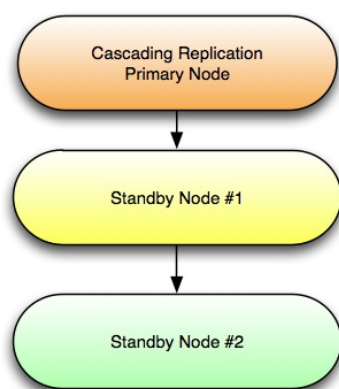 Cascading Replication
Primary Node
Standby Node #1
Standby Node #2